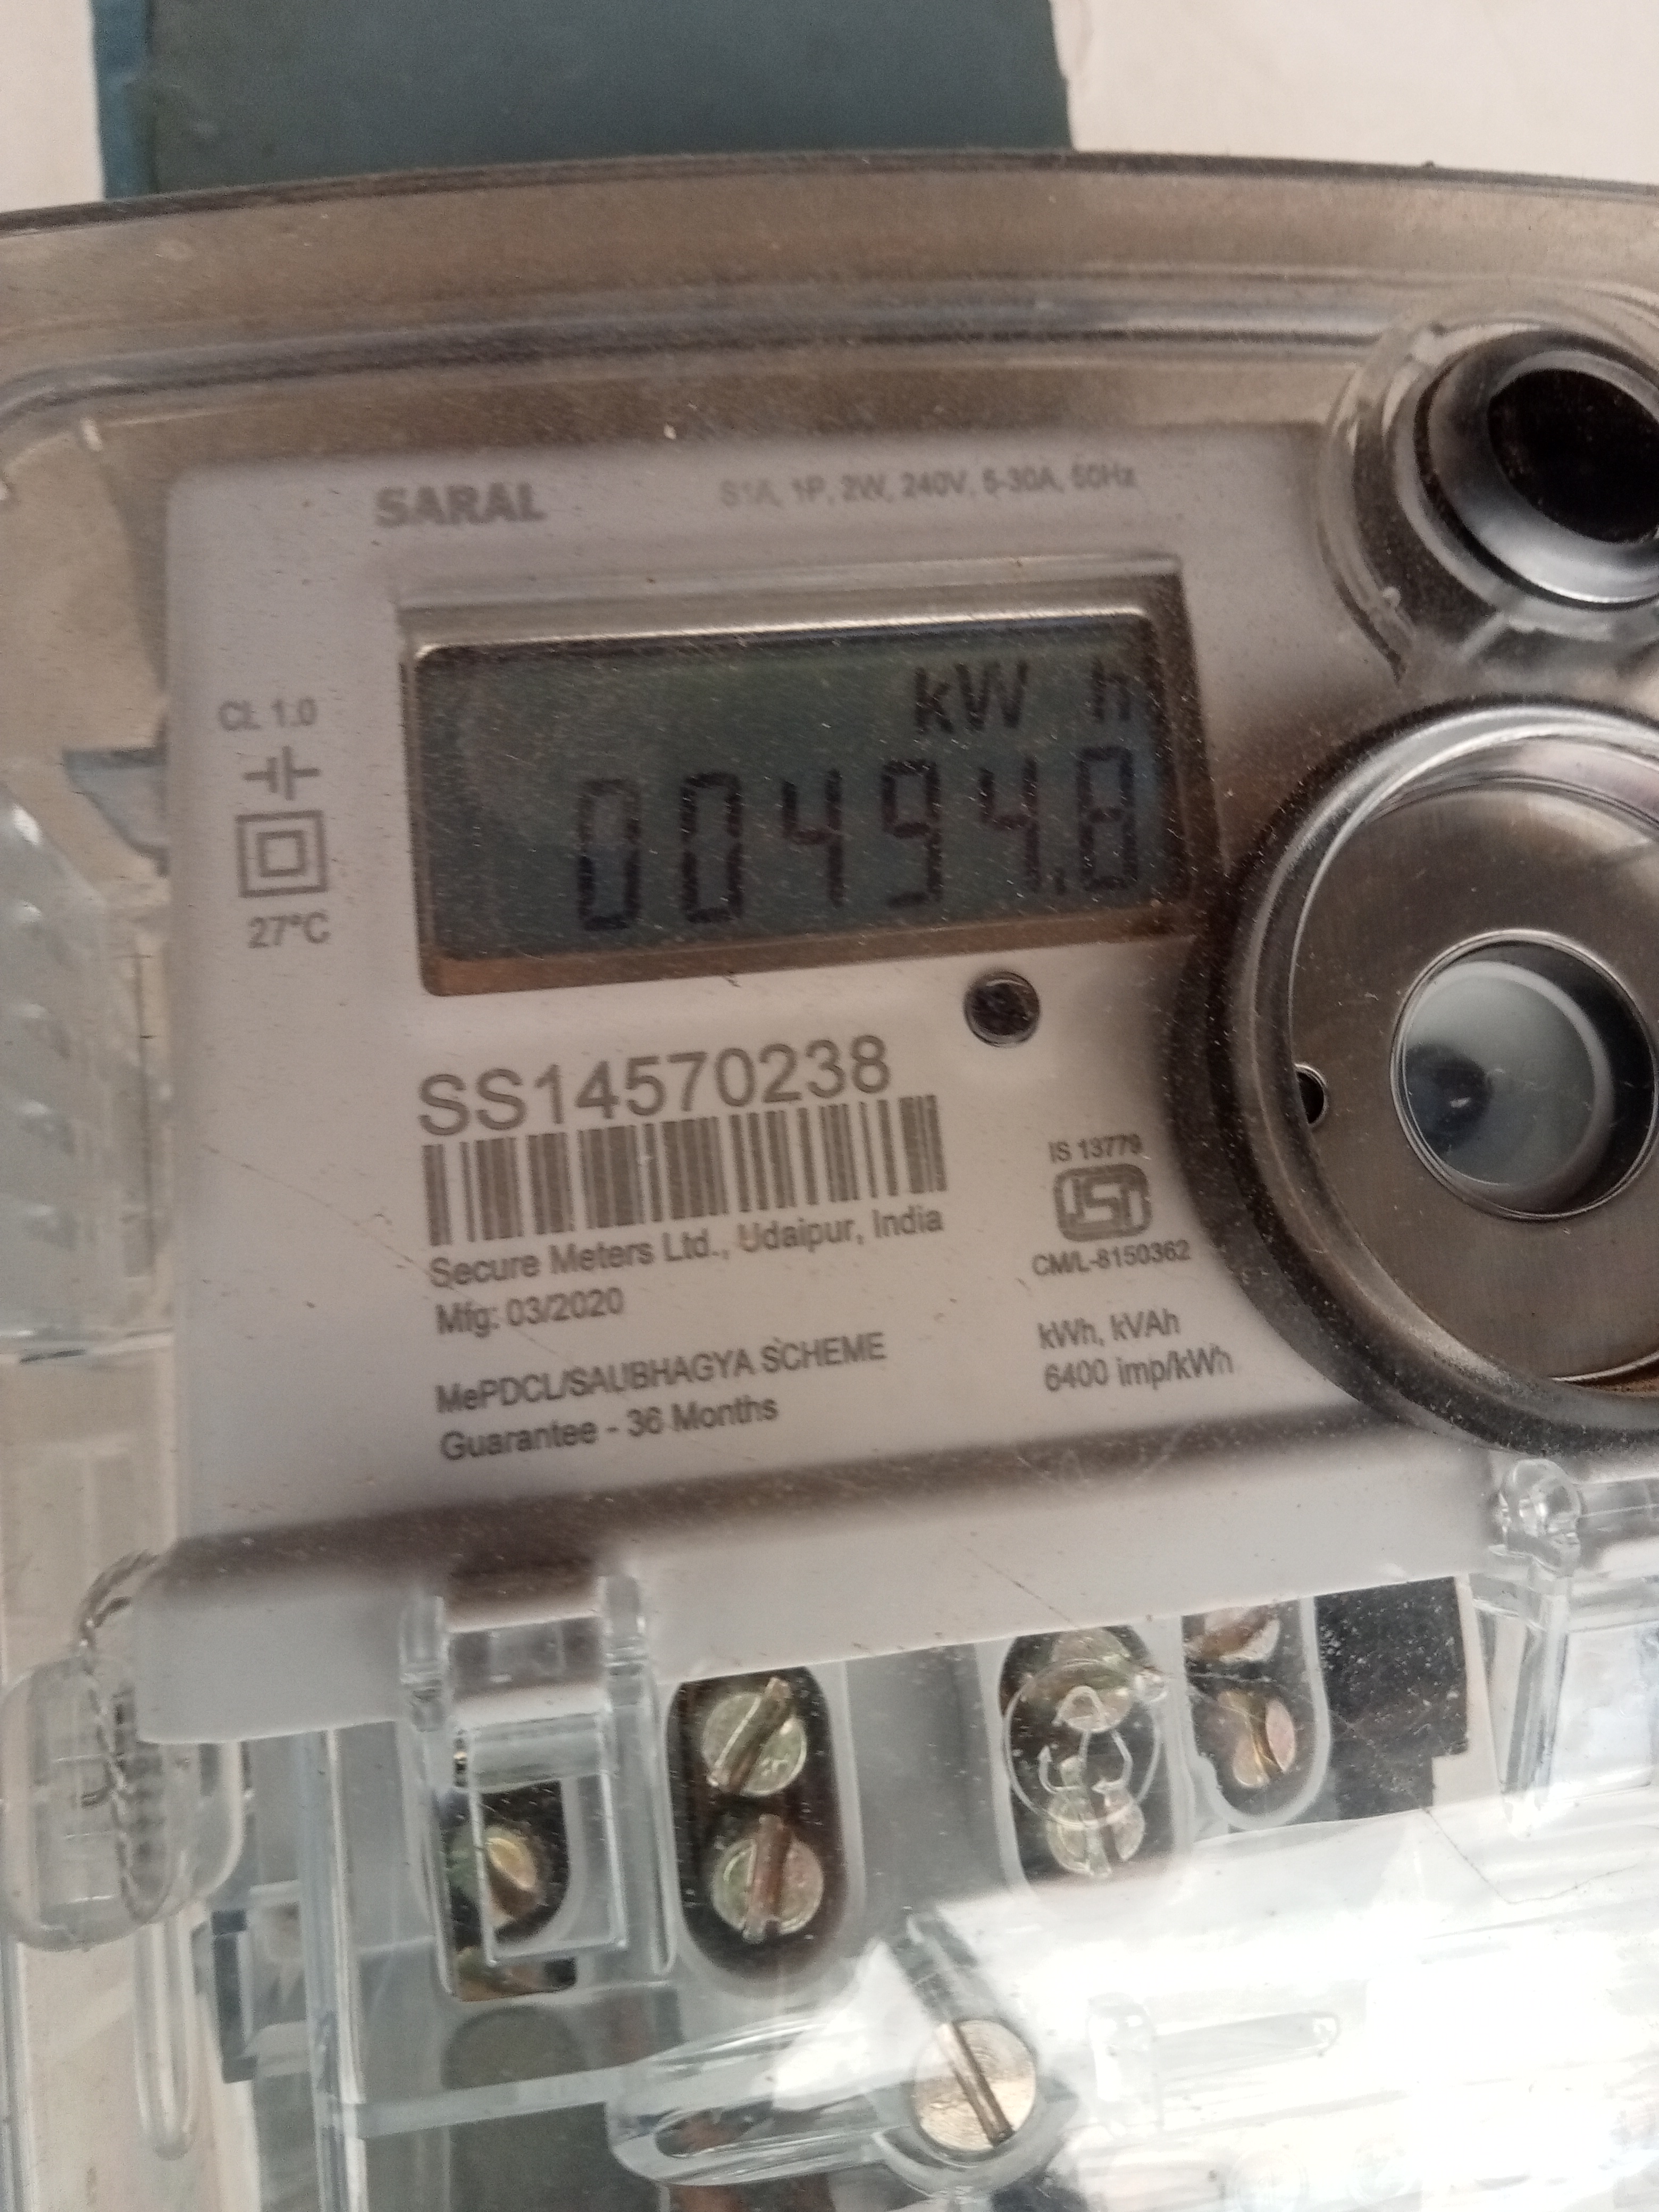 SARAL
S1A, 1P, 2W, 240V, 5-30A, 50Hz
kW h
00494.8
CL 1.0
27°C
SS14570238
Secure Meters Ltd., Udaipur, India
Mfg: 03/2020
MePDCL/SAUBHAGYA SCHEME
Guarantee - 36 Months
IS 13779
ISI
CM/L-8150362
kWh, kVAh
6400 imp/kWh